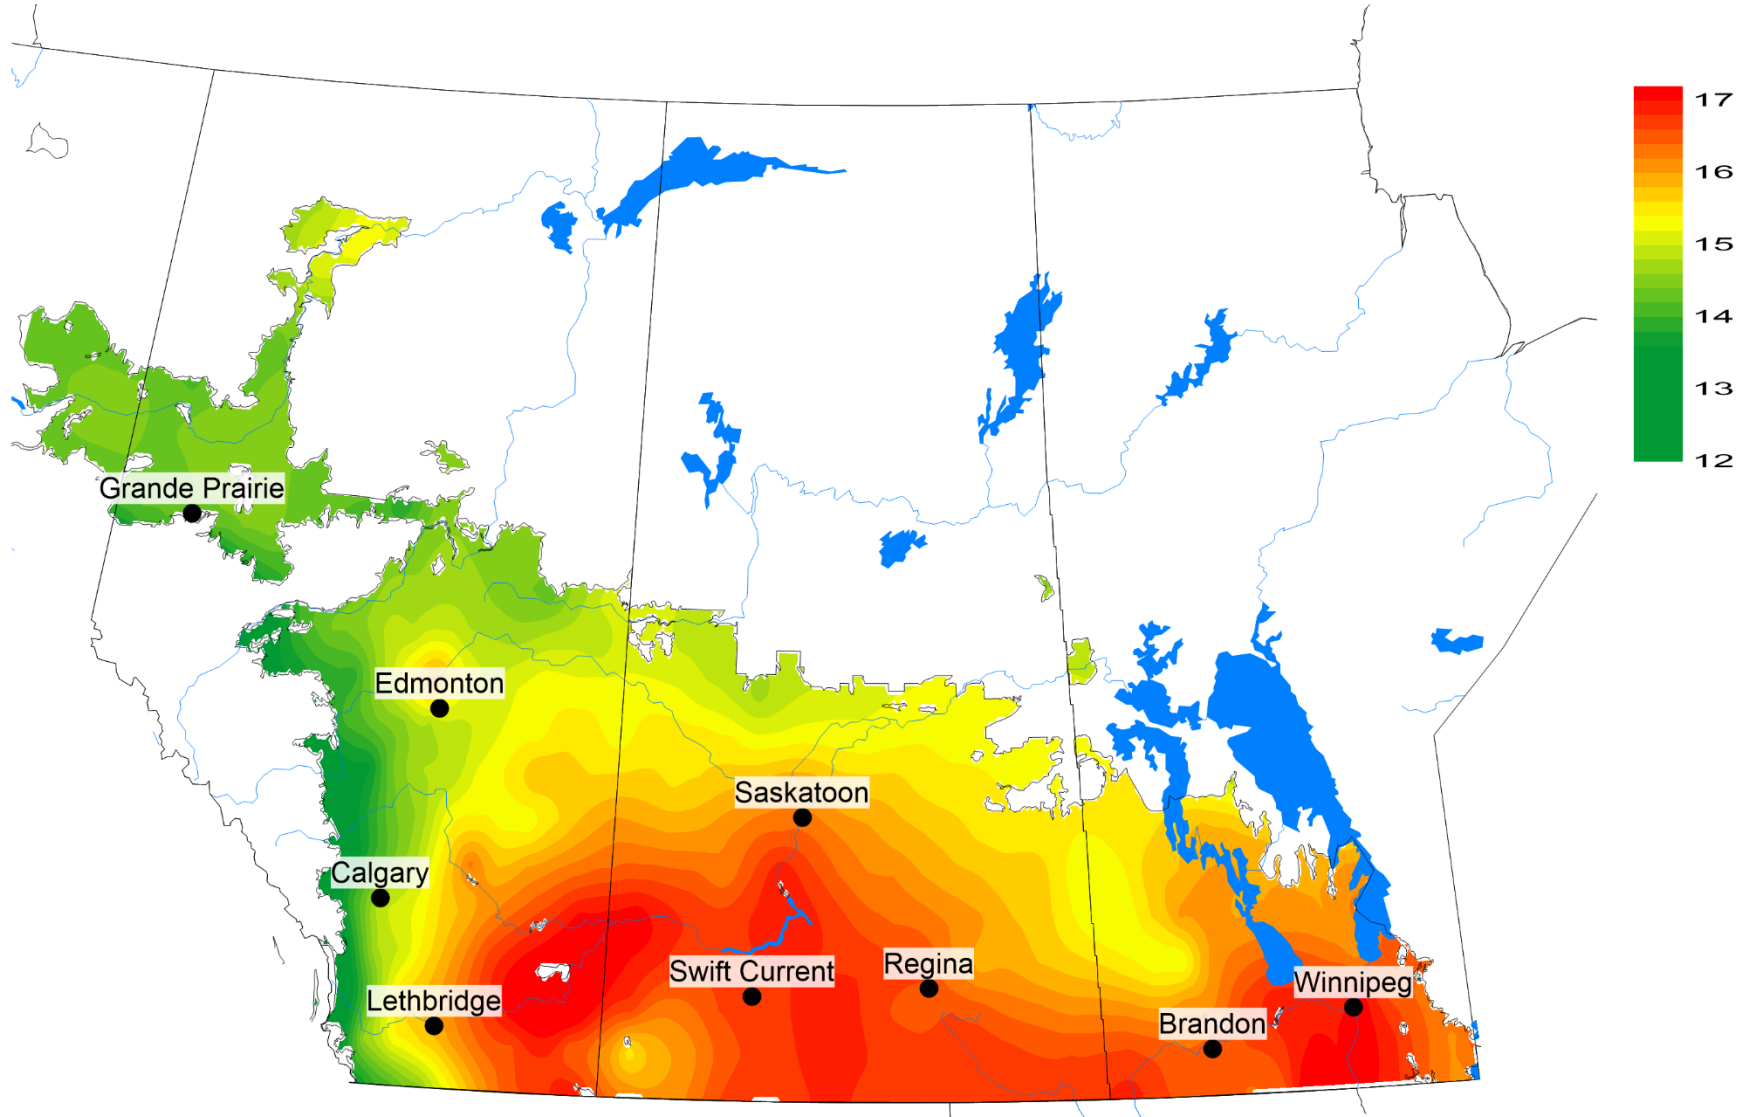 17
16
15
14
13
12
Grande Prairie
Edmonton
Saskatoon
Calgary
Regina
Swift Current
Winnipeg
Lethbridge
Brandon